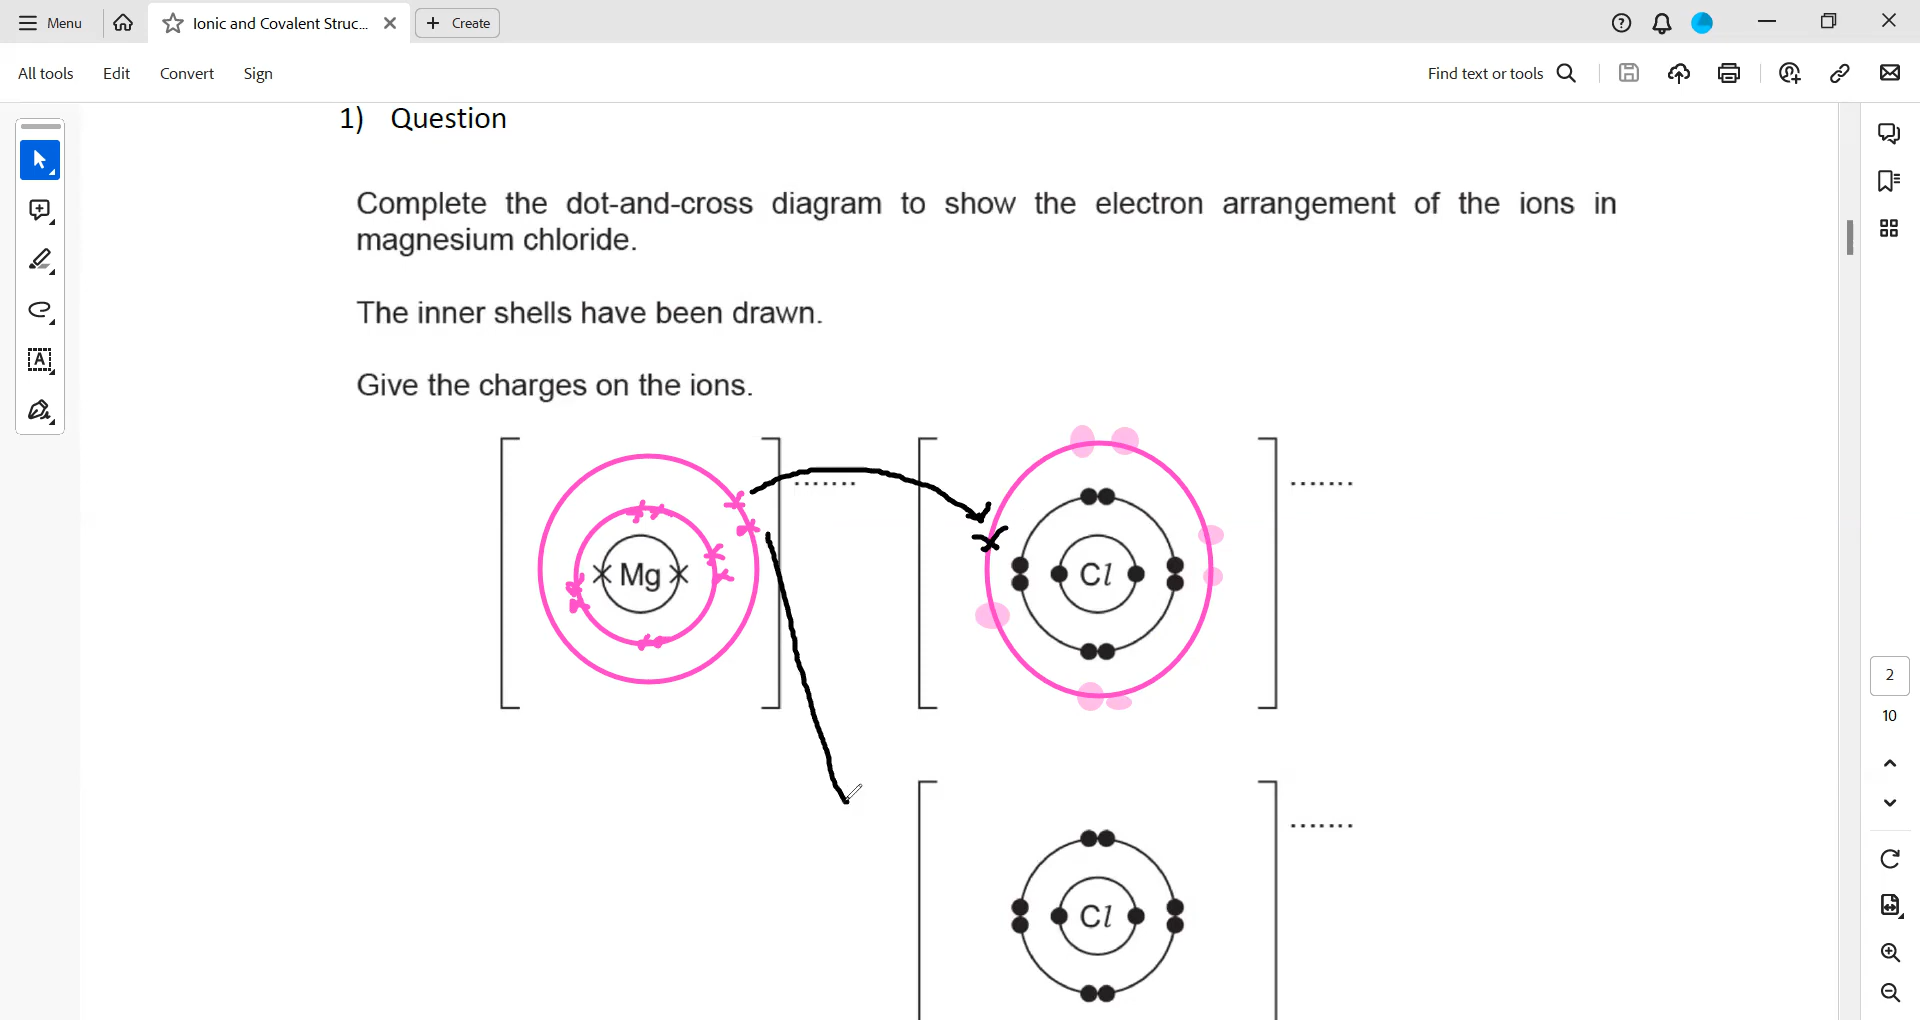 Menu
Ionic and Covalent Struc...
Create
All tools
Edit
Convert
Sign
Find text or tools
1) Question
Complete the dot-and-cross diagram to show the electron arrangement of the ions in
magnesium chloride.
The inner shells have been drawn.
Give the charges on the ions.
Mg
Cl
Cl
A
2
10